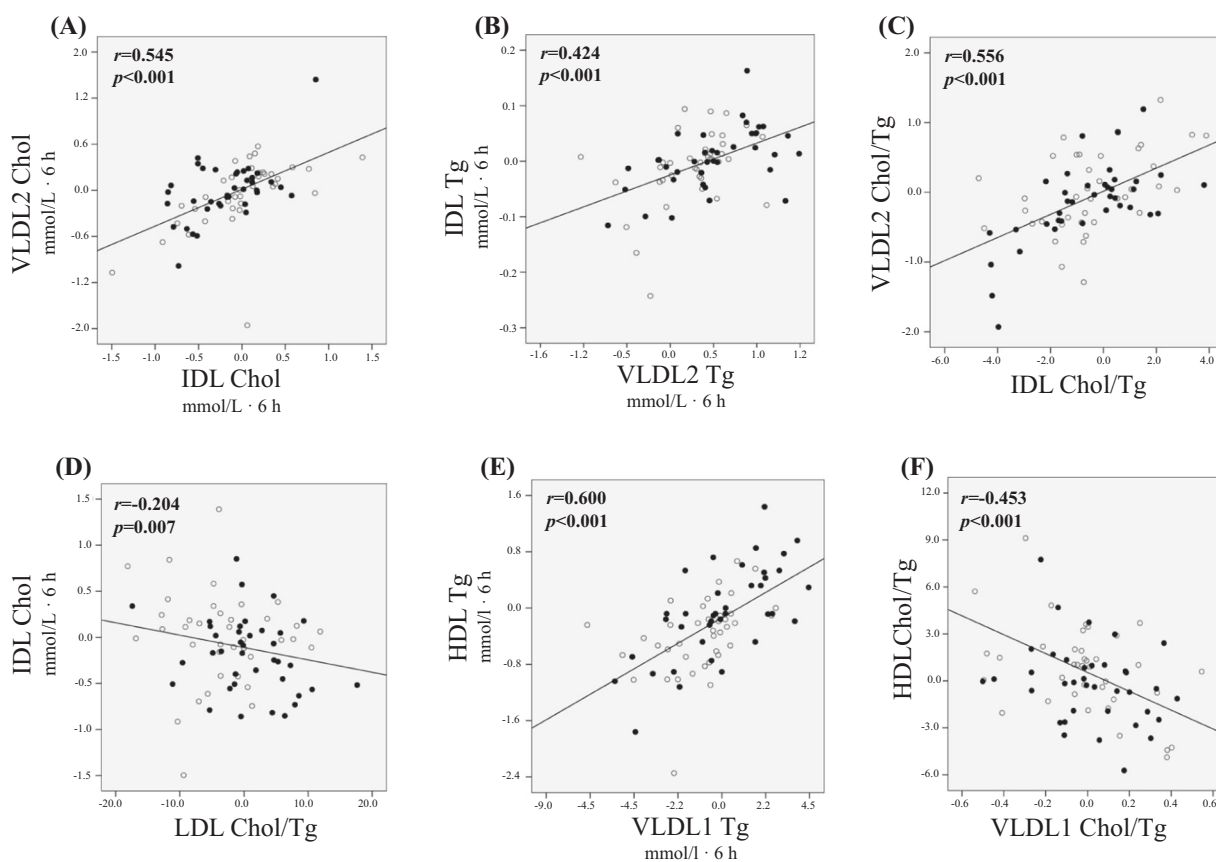 (A)
r=0.545
p<0.001
2.0
1.2
0.6
0.0
-0.6
-1.2
-2.0
VLDL2 Chol
mmol/L · 6 h
-1.5
-1.0
-0.5
0.0
0.5
1.0
1.5
IDL Chol
mmol/L · 6 h
(B)
r=0.424
p<0.001
0.2
0.1
0.0
-0.1
-0.2
-0.3
IDL Tg
mmol/L · 6 h
-1.6
-1.2
-0.5
0.0
0.5
1.0
1.2
VLDL2 Tg
mmol/L · 6 h
(C)
r=0.556
p<0.001
2.0
1.0
0.0
-1.0
-2.0
VLDL2 Chol/Tg
-6.0
-4.0
-2.0
0.0
2.0
4.0
IDL Chol/Tg
(D)
r=-0.204
p=0.007
1.5
1.0
0.5
0.0
-0.5
-1.0
-1.5
IDL Chol
mmol/L · 6 h
-20.0
-10.0
0.0
10.0
20.0
LDL Chol/Tg
(E)
r=0.600
p<0.001
1.6
0.8
0.0
-0.8
-1.6
-2.4
HDL Tg
mmol/l · 6 h
-9.0
-4.5
-4.5
-2.2
0.0
2.2
4.5
VLDL1 Tg
mmol/l · 6 h
(F)
r=-0.453
p<0.001
12.0
9.0
6.0
3.0
0.0
-3.0
-6.0
HDLChol/Tg
-0.6
-0.4
-0.2
0.0
0.2
0.4
0.6
VLDL1 Chol/Tg